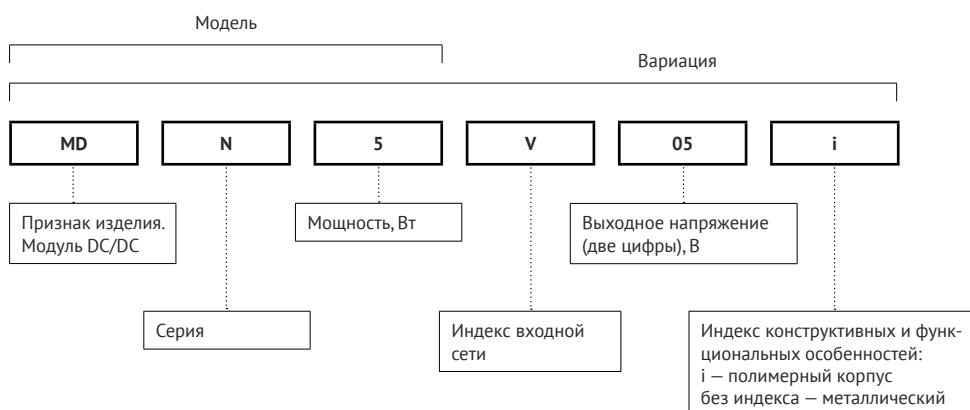 Модель
Вариация
MD
N
5
V
05
i
Признак изделия.
Модуль DC/DC
Мощность, Вт
Выходное напряжение
(две цифры), В
Серия
Индекс входной
сети
Индекс конструктивных и функ-
циональных особенностей:
i — полимерный корпус
без индекса — металлический